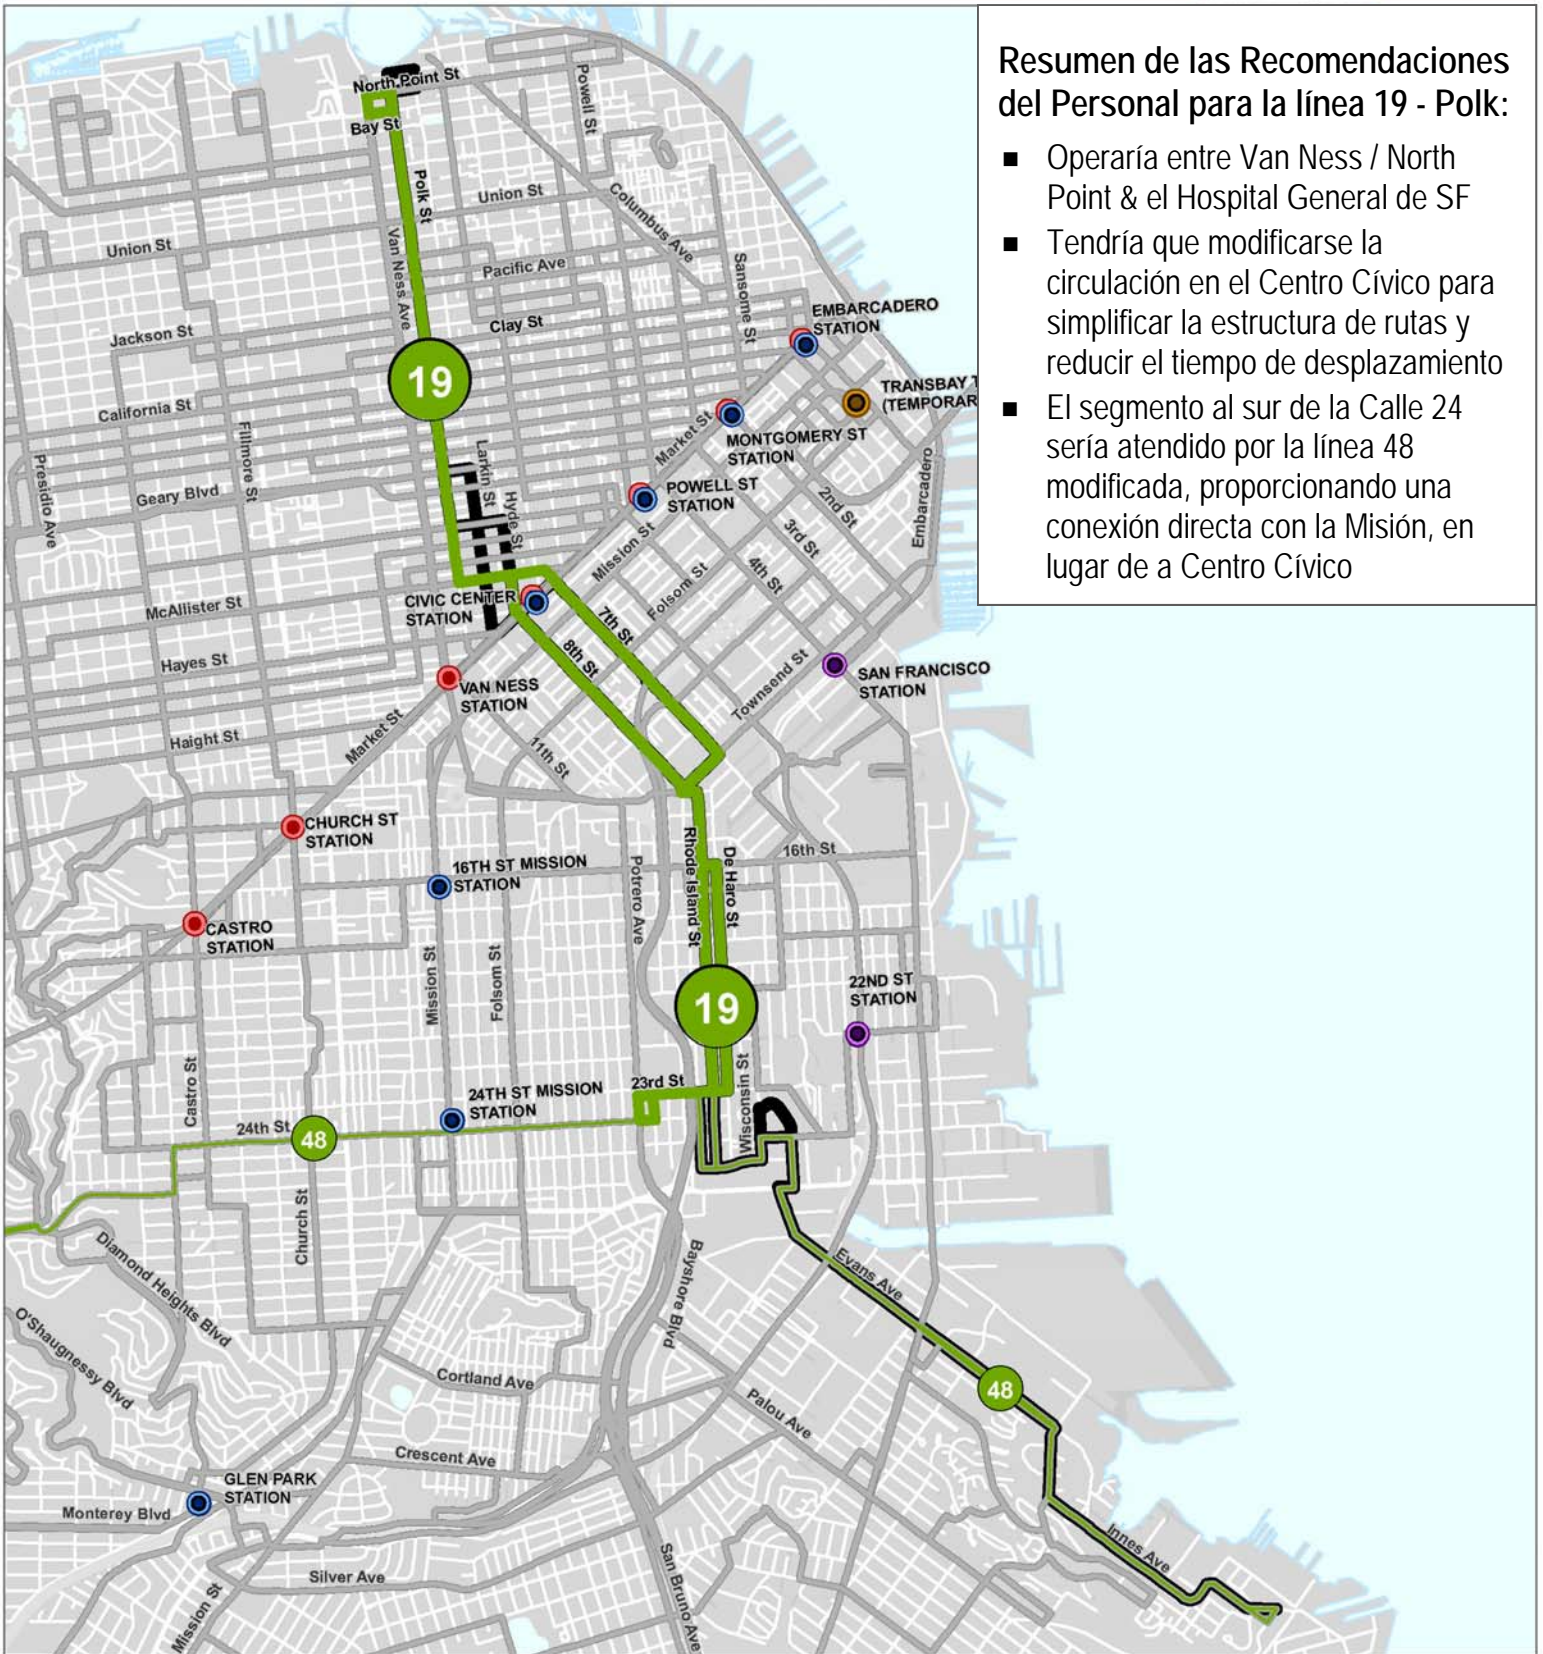 Resumen de las Recomendaciones
del Personal para la línea 19 - Polk:
■ Operaría entre Van Ness / North
Point & el Hospital General de SF
■ Tendría que modificarse la
circulación en el Centro Cívico para
simplificar la estructura de rutas y
reducir el tiempo de desplazamiento
■ El segmento al sur de la Calle 24
sería atendido por la línea 48
modificada, proporcionando una
conexión directa con la Misión, en
lugar de a Centro Cívico
North Point St
Bay St
Powell St
Polk St
Union St
Columbus Ave
Union St
Van Ness Ave
Pacific Ave
Sansome St
EMBARCADERO
STATION
Jackson St
Clay St
19
TRANSBAY T
(TEMPORAR
California St
Market St
MONTGOMERY ST
STATION
Fillmore St
Larkin St
Presidio Ave
Geary Blvd
Hyde St
POWELL ST
STATION
2nd St
Embarcadero
3rd St
Mission St
4th St
Folsom St
McAllister St
CIVIC CENTER
STATION
7th St
8th St
Hayes St
Townsend St
SAN FRANCISCO
STATION
VAN NESS
STATION
Market St
Haight St
11th St
CHURCH ST
STATION
Rhode Island St
De Haro St
16th St
16TH ST MISSION
STATION
Potrero Ave
CASTRO
STATION
Mission St
Folsom St
22ND ST
STATION
19
Castro St
24TH ST MISSION
STATION
23rd St
Wisconsin St
24th St
48
Church St
Diamond Heights Blvd
Bayshore Blvd
Evans Ave
O'Shaugnessy Blvd
Cortland Ave
48
Palou Ave
Crescent Ave
GLEN PARK
STATION
Monterey Blvd
Innes Ave
Silver Ave
San Bruno Ave
Mission St